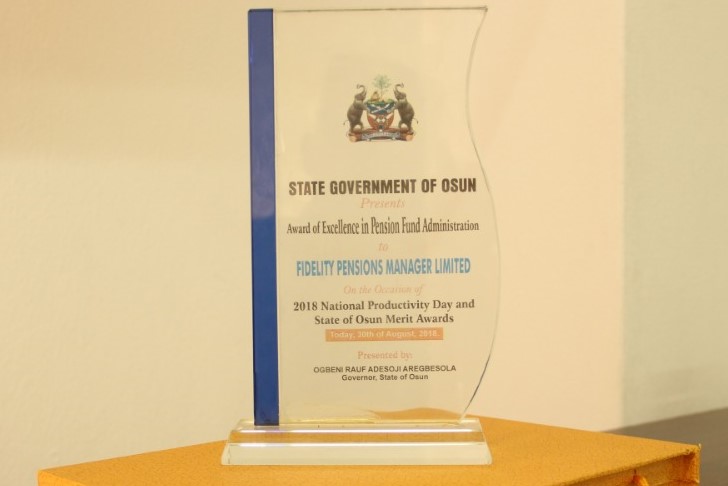 STATE GOVERNMENT OF OSUN
Presents
Award of Excellence in Pension Fund Administration
to
FIDELITY PENSIONS MANAGER LIMITED
On the Occasion of
2018 National Productivity Day and
State of Osun Merit Awards
Today, 30th of August, 2018.
Presented by:
OGBENI RAUF ADESOJI AREGBESOLA
Governor, State of Osun